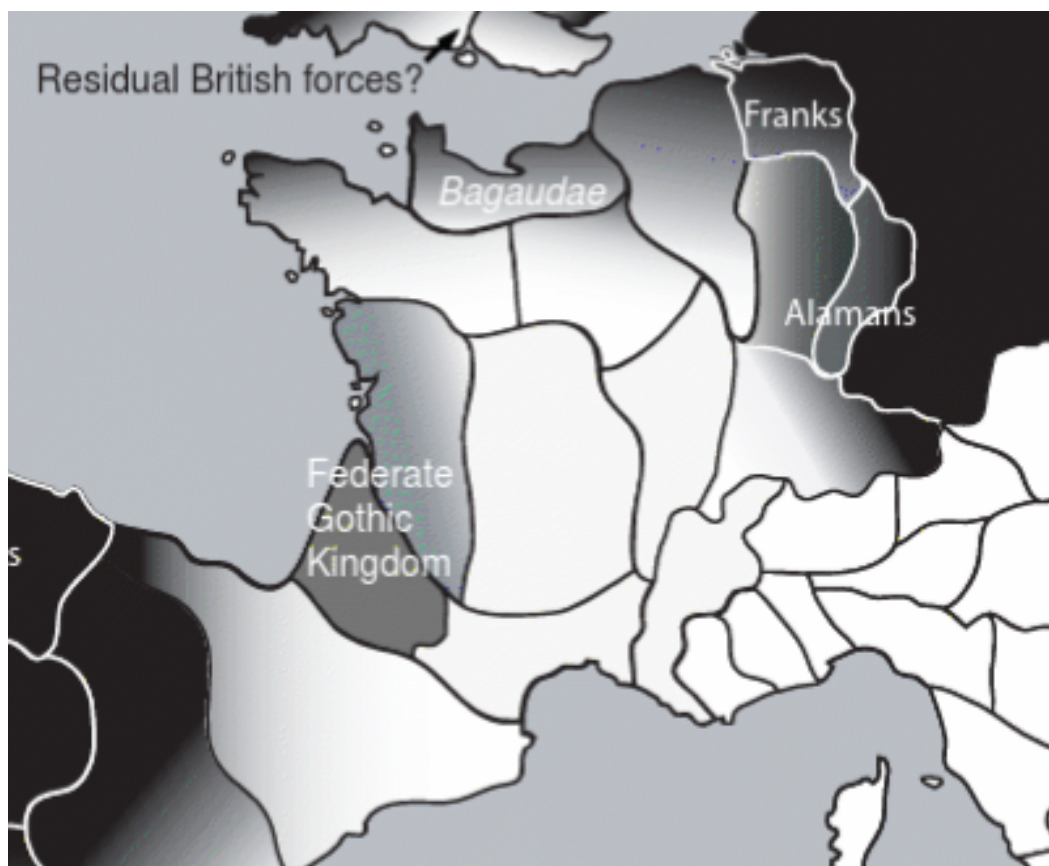 Residual British forces?
Franks
Bagaudae
Alamans
Federate
Gothic
Kingdom
s